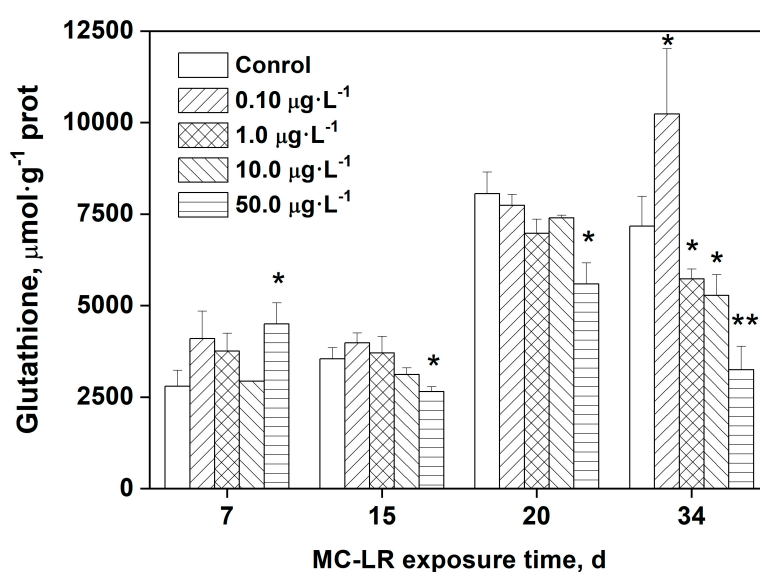 12500
10000
7500
5000
2500
0
Glutathione, μmol·g⁻¹ prot
Conrol
0.10 μg·L⁻¹
1.0 μg·L⁻¹
10.0 μg·L⁻¹
50.0 μg·L⁻¹
*
*
*
*
*
*
**
7 15 20 34
MC-LR exposure time, d